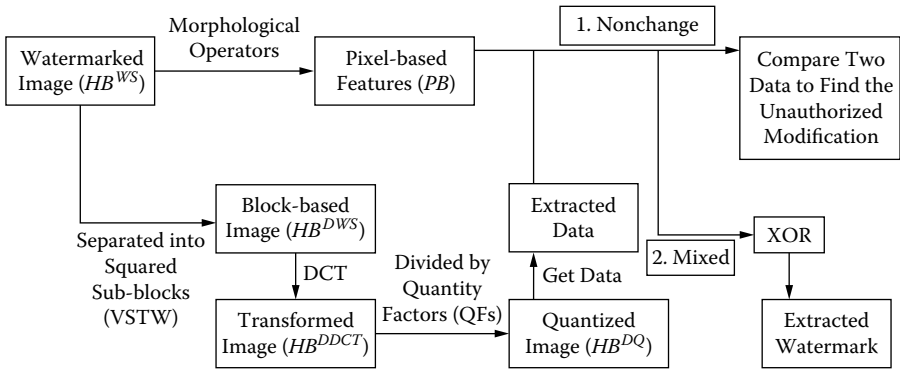 Watermarked
Image (HB^WS)
Morphological
Operators
Pixel-based
Features (PB)
1. Nonchange
Compare Two
Data to Find the
Unauthorized
Modification
Separated into
Squared
Sub-blocks
(VSTW)
Block-based
Image (HB^DWS)
DCT
Transformed
Image (HB^DDCT)
Divided by
Quantity
Factors (QFs)
Quantized
Image (HB^DQ)
Get Data
Extracted
Data
2. Mixed
XOR
Extracted
Watermark